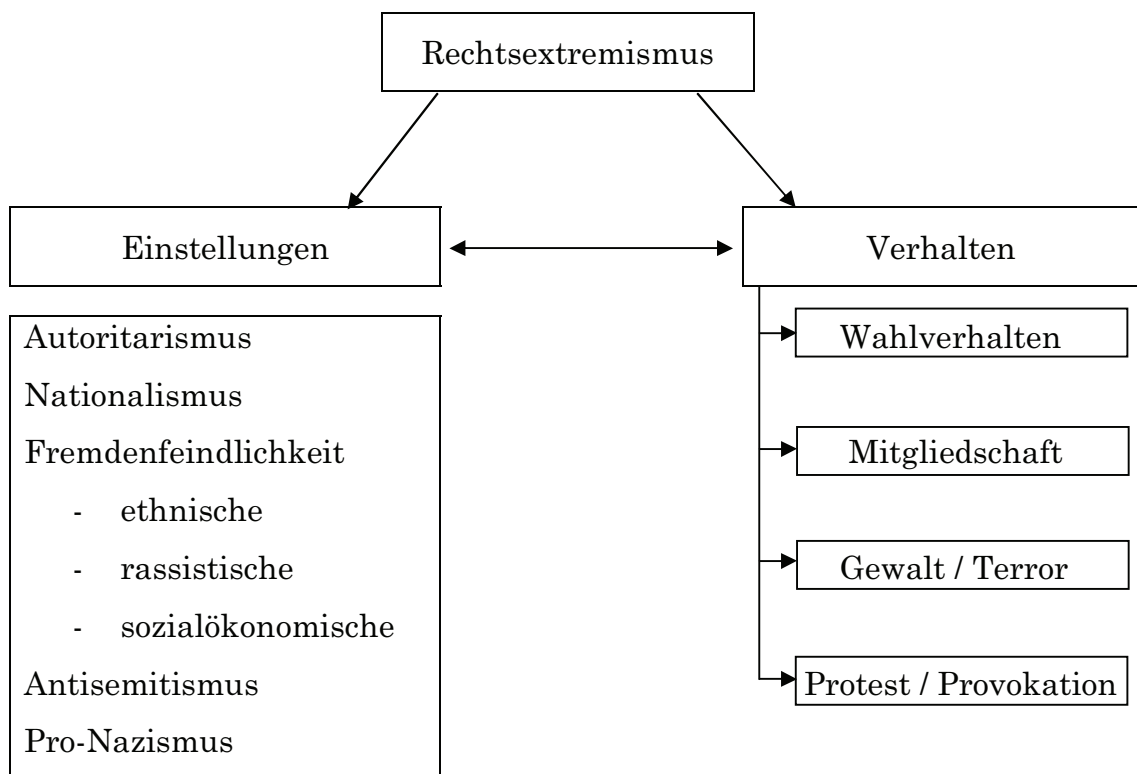 Rechtsextremismus
Einstellungen
Verhalten
Autoritarismus
Nationalismus
Fremdenfeindlichkeit
- ethnische
- rassistische
- sozialökonomische
Antisemitismus
Pro-Nazismus
Wahlverhalten
Mitgliedschaft
Gewalt / Terror
Protest / Provokation